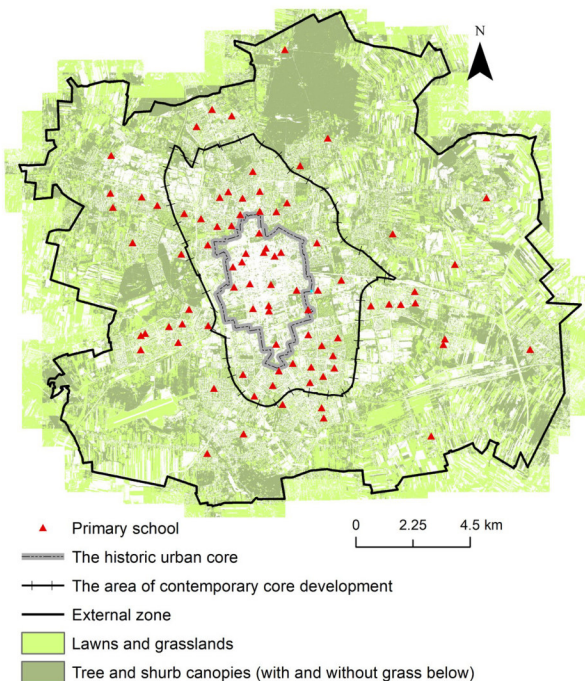 N
Primary school
0 2.25 4.5 km
The historic urban core
The area of contemporary core development
External zone
Lawns and grasslands
Tree and shurb canopies (with and without grass below)